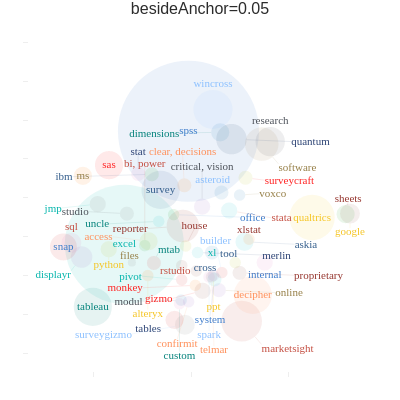 besideAnchor=0.05
wincross
research
dimensions spss
quantum
stat clear, decisions
sas bi, power critical, vision software
ibm ms asteroid surveycraft
survey voxco
sheets
jmp studio office stata qualtrics
sql uncle reporter house xlstat google
access builder
snap excel askia
files mtab xl tool merlin
python cross
displayr pivot rstudio internal proprietary
monkey
modul gizmo decipher online
tableau alteryx ppt
system
surveygizmo tables spark
confirmit telmar marketsight
custom